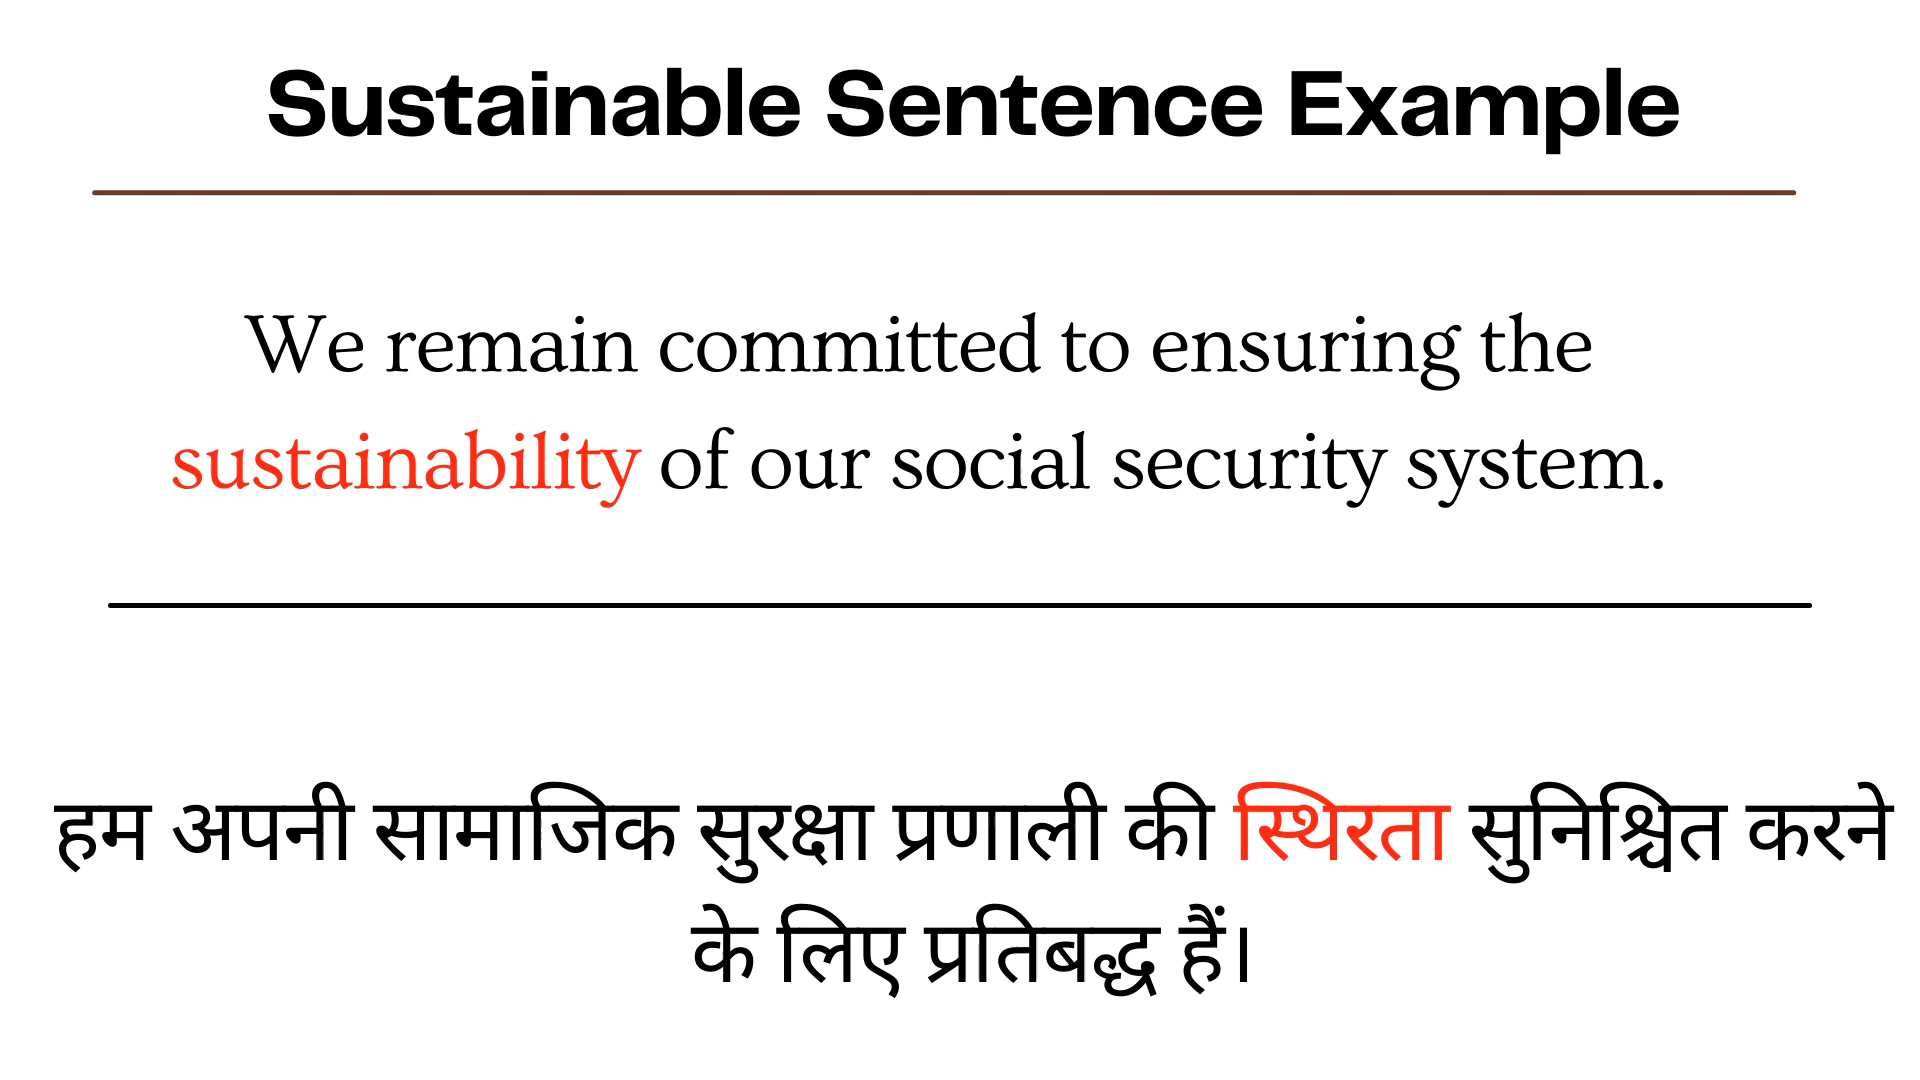 Sustainable Sentence Example
We remain committed to ensuring the
sustainability of our social security system.
हम अपनी सामाजिक सुरक्षा प्रणाली की स्थिरता सुनिश्चित करने
के लिए प्रतिबद्ध हैं।